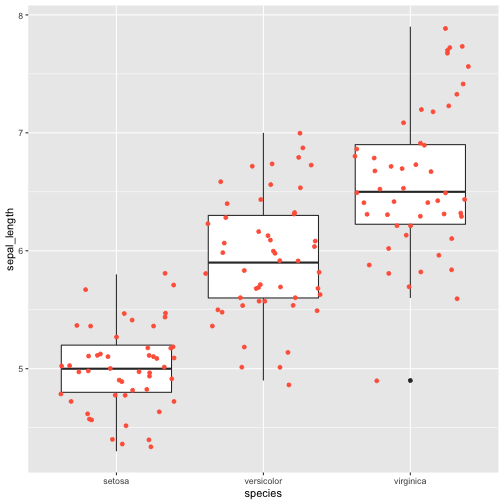 8
7
6
5
sepal_length
setosa
versicolor
virginica
species